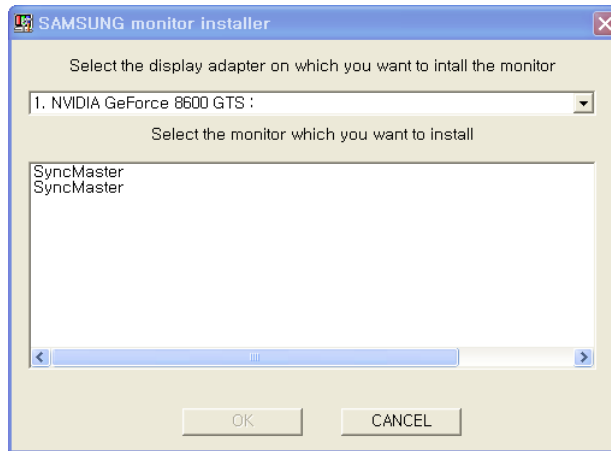 SAMSUNG monitor installer
Select the display adapter on which you want to intall the monitor
1. NVIDIA GeForce 8600 GTS :
Select the monitor which you want to install
SyncMaster
SyncMaster
OK
CANCEL